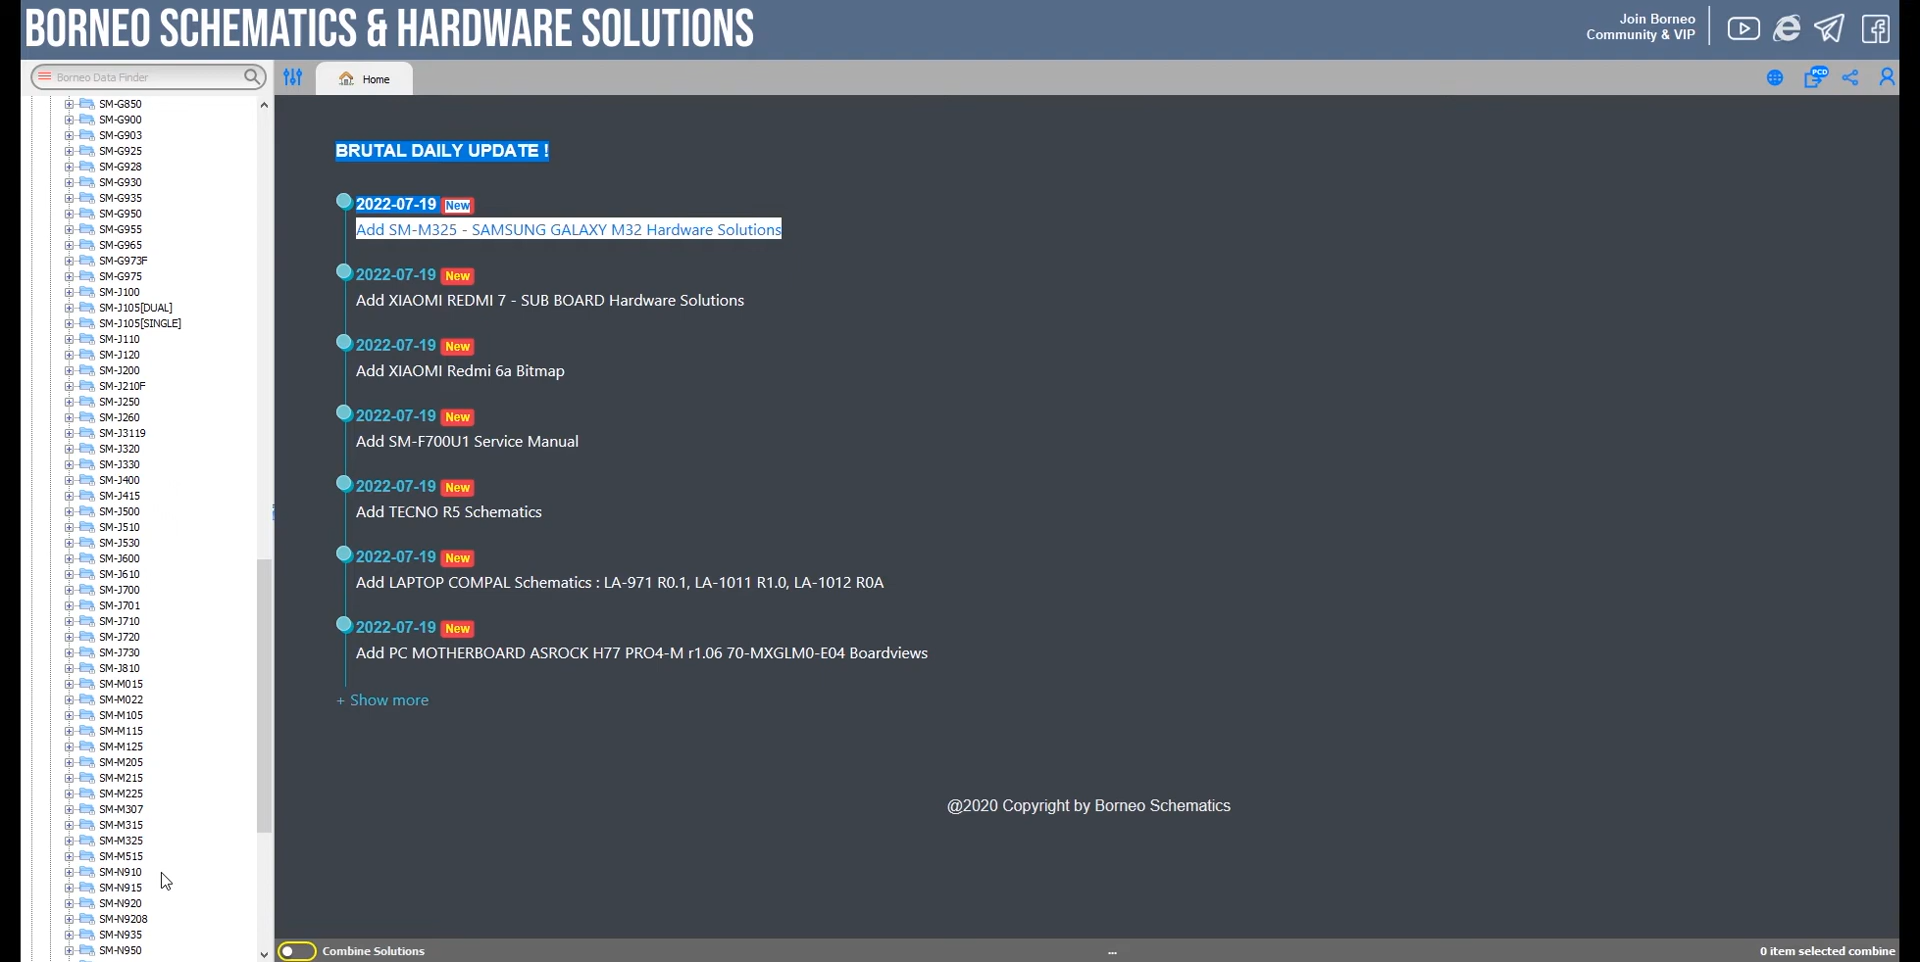 BORNEO SCHEMATICS & HARDWARE SOLUTIONS
Join Borneo
Community & VIP
Borneo Data Finder
Home
PCD
SM-G850
SM-G900
SM-G903
SM-G925
SM-G928
SM-G930
SM-G935
SM-G950
SM-G955
SM-G965
SM-G973F
SM-G975
SM-J100
SM-J105[DUAL]
SM-J105[SINGLE]
SM-J110
SM-J120
SM-J200
SM-J210F
SM-J250
SM-J260
SM-J3119
SM-J320
SM-J330
SM-J400
SM-J415
SM-J500
SM-J510
SM-J530
SM-J600
SM-J610
SM-J700
SM-J701
SM-J710
SM-J720
SM-J730
SM-J810
SM-M015
SM-M022
SM-M105
SM-M115
SM-M125
SM-M205
SM-M215
SM-M225
SM-M307
SM-M315
SM-M325
SM-M515
SM-N910
SM-N915
SM-N920
SM-N9208
SM-N935
SM-N950
BRUTAL DAILY UPDATE !
2022-07-19 New
Add SM-M325 - SAMSUNG GALAXY M32 Hardware Solutions
2022-07-19 New
Add XIAOMI REDMI 7 - SUB BOARD Hardware Solutions
2022-07-19 New
Add XIAOMI Redmi 6a Bitmap
2022-07-19 New
Add SM-F700U1 Service Manual
2022-07-19 New
Add TECNO R5 Schematics
2022-07-19 New
Add LAPTOP COMPAL Schematics : LA-971 R0.1, LA-1011 R1.0, LA-1012 R0A
2022-07-19 New
Add PC MOTHERBOARD ASROCK H77 PRO4-M r1.06 70-MXGLM0-E04 Boardviews
+ Show more
@2020 Copyright by Borneo Schematics
Combine Solutions
...
0 item selected combine